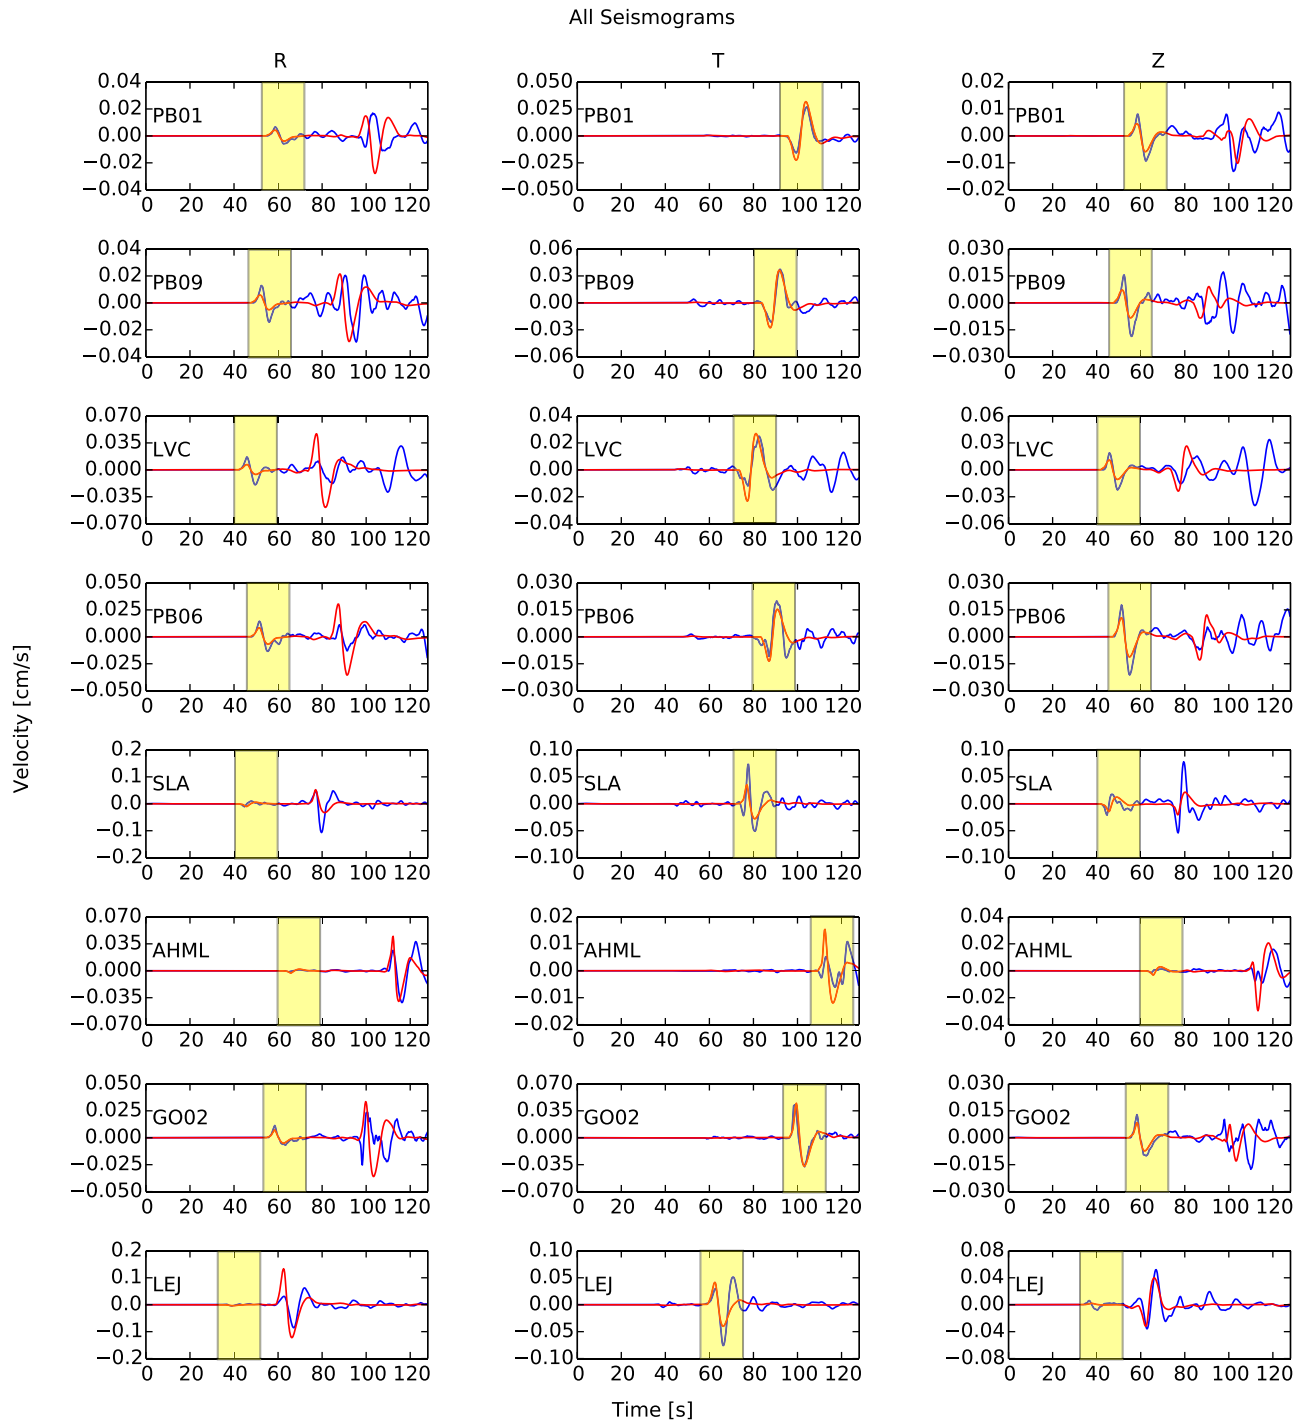 All Seismograms
R T Z
Velocity [cm/s]
0.04 0.050 0.02
0.02 PB01 0.025 PB01 0.01 PB01
0.00 0.000 0.00
−0.02 −0.025 −0.01
−0.04 −0.050 −0.02
0 20 40 60 80 100 120 0 20 40 60 80 100 120 0 20 40 60 80 100 120
0.04 0.06 0.030
0.02 PB09 0.03 PB09 0.015 PB09
0.00 0.00 0.000
−0.02 −0.03 −0.015
−0.04 −0.06 −0.030
0 20 40 60 80 100 120 0 20 40 60 80 100 120 0 20 40 60 80 100 120
0.070 0.04 0.06
0.035 LVC 0.02 LVC 0.03 LVC
0.000 0.00 0.00
−0.035 −0.02 −0.03
−0.070 −0.04 −0.06
0 20 40 60 80 100 120 0 20 40 60 80 100 120 0 20 40 60 80 100 120
0.050 0.030 0.030
0.025 PB06 0.015 PB06 0.015 PB06
0.000 0.000 0.000
−0.025 −0.015 −0.015
−0.050 −0.030 −0.030
0 20 40 60 80 100 120 0 20 40 60 80 100 120 0 20 40 60 80 100 120
0.2 0.10 0.10
0.1 SLA 0.05 SLA 0.05 SLA
0.0 0.00 0.00
−0.1 −0.05 −0.05
−0.2 −0.10 −0.10
0 20 40 60 80 100 120 0 20 40 60 80 100 120 0 20 40 60 80 100 120
0.070 0.02 0.04
0.035 AHML 0.01 AHML 0.02 AHML
0.000 0.00 0.00
−0.035 −0.01 −0.02
−0.070 −0.02 −0.04
0 20 40 60 80 100 120 0 20 40 60 80 100 120 0 20 40 60 80 100 120
0.050 0.070 0.030
0.025 GO02 0.035 GO02 0.015 GO02
0.000 0.000 0.000
−0.025 −0.035 −0.015
−0.050 −0.070 −0.030
0 20 40 60 80 100 120 0 20 40 60 80 100 120 0 20 40 60 80 100 120
0.2 0.10 0.08
0.1 LEJ 0.05 LEJ 0.04 LEJ
0.0 0.00 0.00
−0.1 −0.05 −0.04
−0.2 −0.10 −0.08
0 20 40 60 80 100 120 0 20 40 60 80 100 120 0 20 40 60 80 100 120
Time [s]